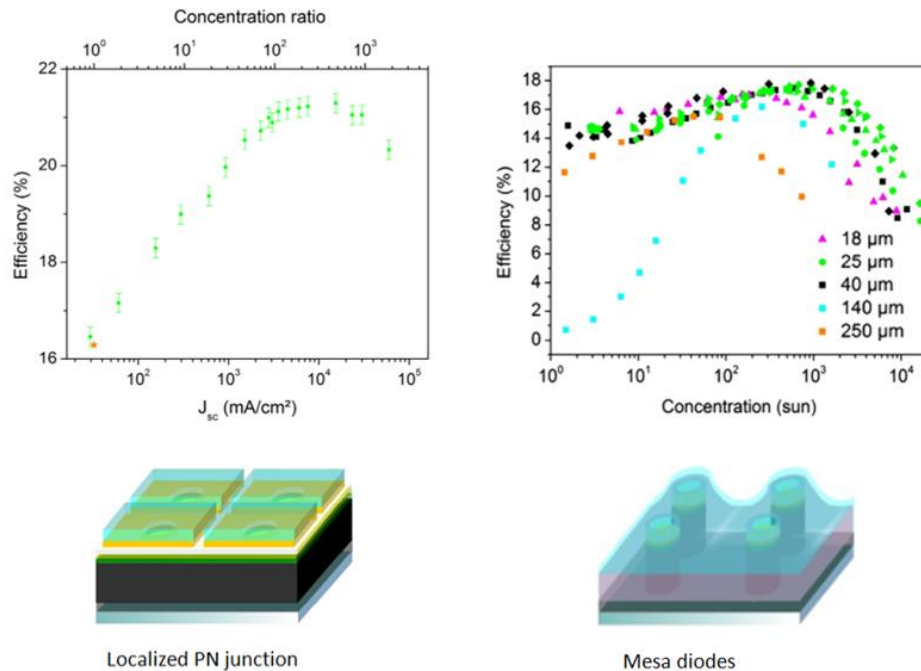 Concentration ratio
10⁰ 10¹ 10² 10³
22
20
18
16
Efficiency (%)
10² 10³ 10⁴ 10⁵
J_sc (mA/cm²)
Localized PN junction
18
16
14
12
10
8
6
4
2
0
Efficiency (%)
18 µm
25 µm
40 µm
140 µm
250 µm
10⁰ 10¹ 10² 10³ 10⁴
Concentration (sun)
Mesa diodes